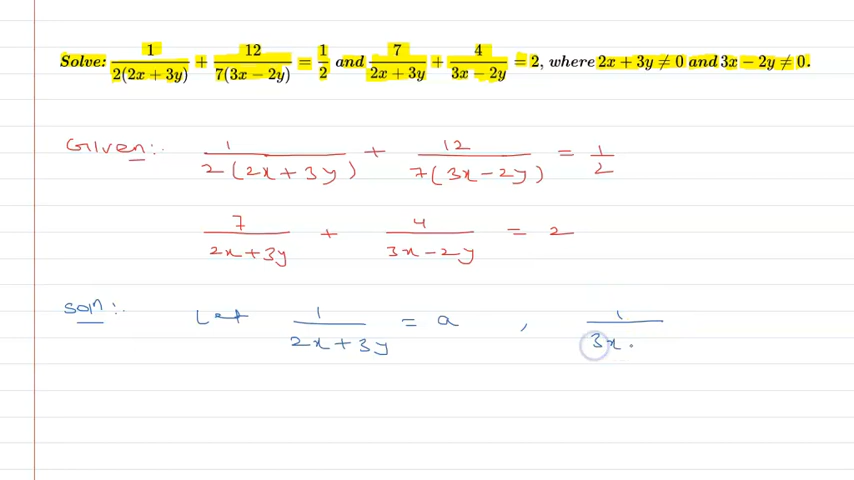 Solve: 1/(2(2x + 3y)) + 12/(7(3x − 2y)) = 1/2 and 7/(2x + 3y) + 4/(3x − 2y) = 2, where 2x + 3y ≠ 0 and 3x − 2y ≠ 0.
Given:- 1/(2(2x+3y)) + 12/(7(3x-2y)) = 1/2
7/(2x+3y) + 4/(3x-2y) = 2
Soln:- Let 1/(2x+3y) = a , 1/(3x